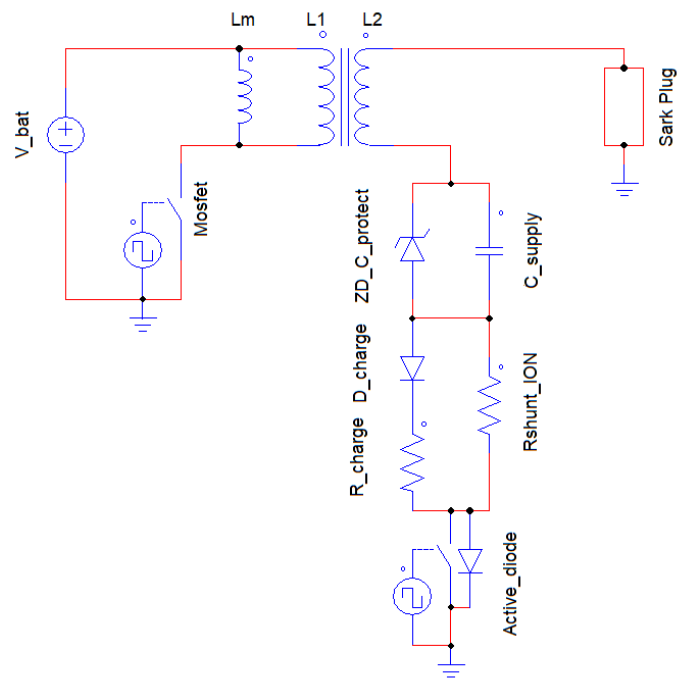 Lm
L1
L2
V_bat
Mosfet
Sark Plug
ZD_C_protect
C_supply
D_charge
Rshunt_ION
R_charge
Active_diode